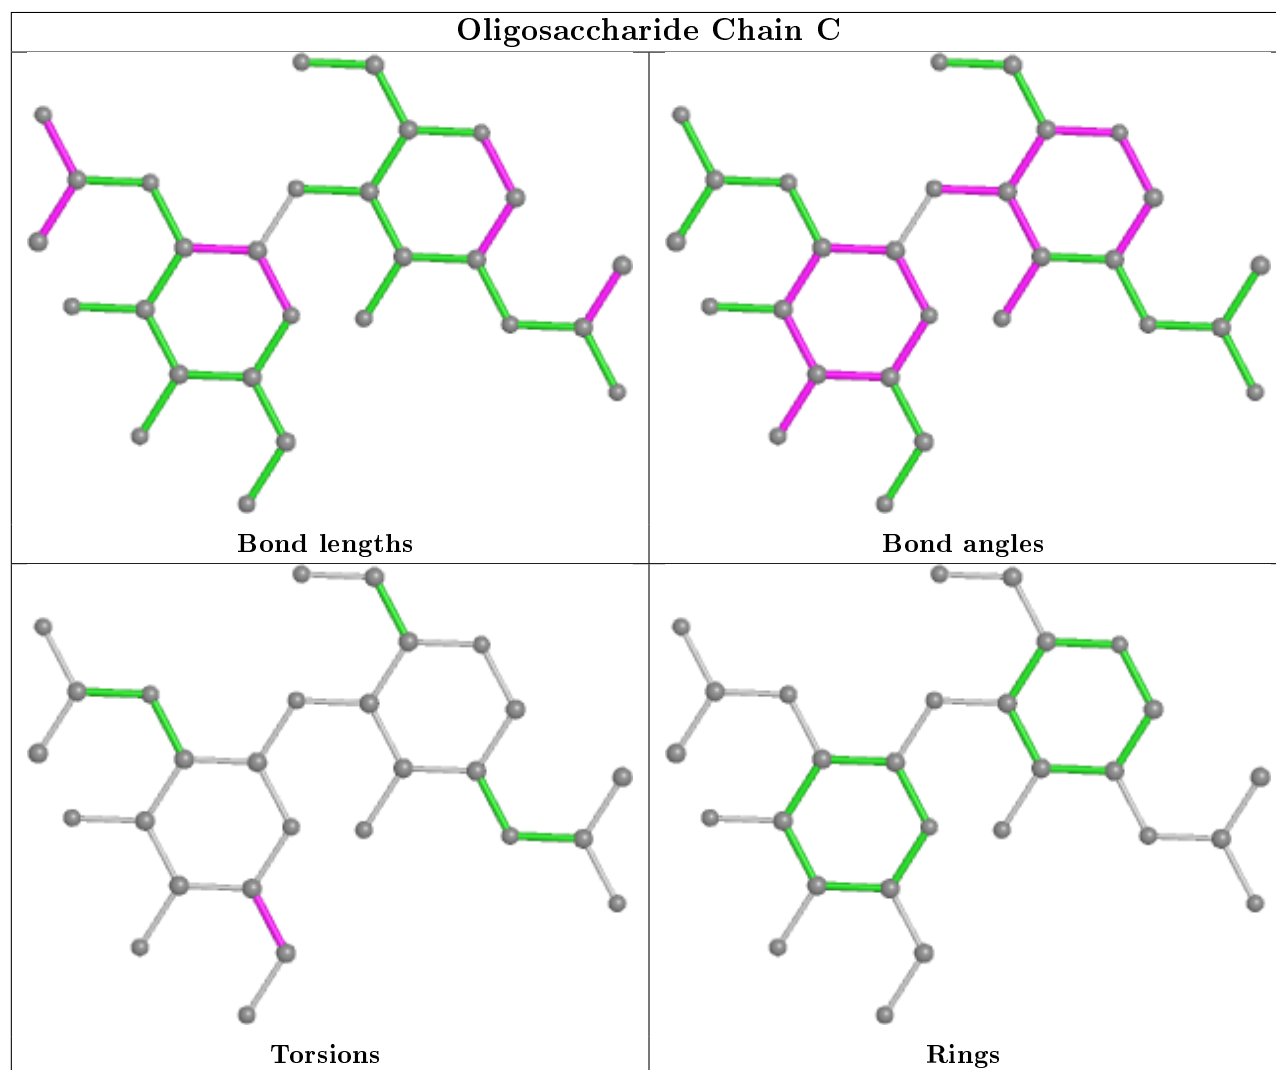 Oligosaccharide Chain C
Bond lengths
Bond angles
Torsions
Rings